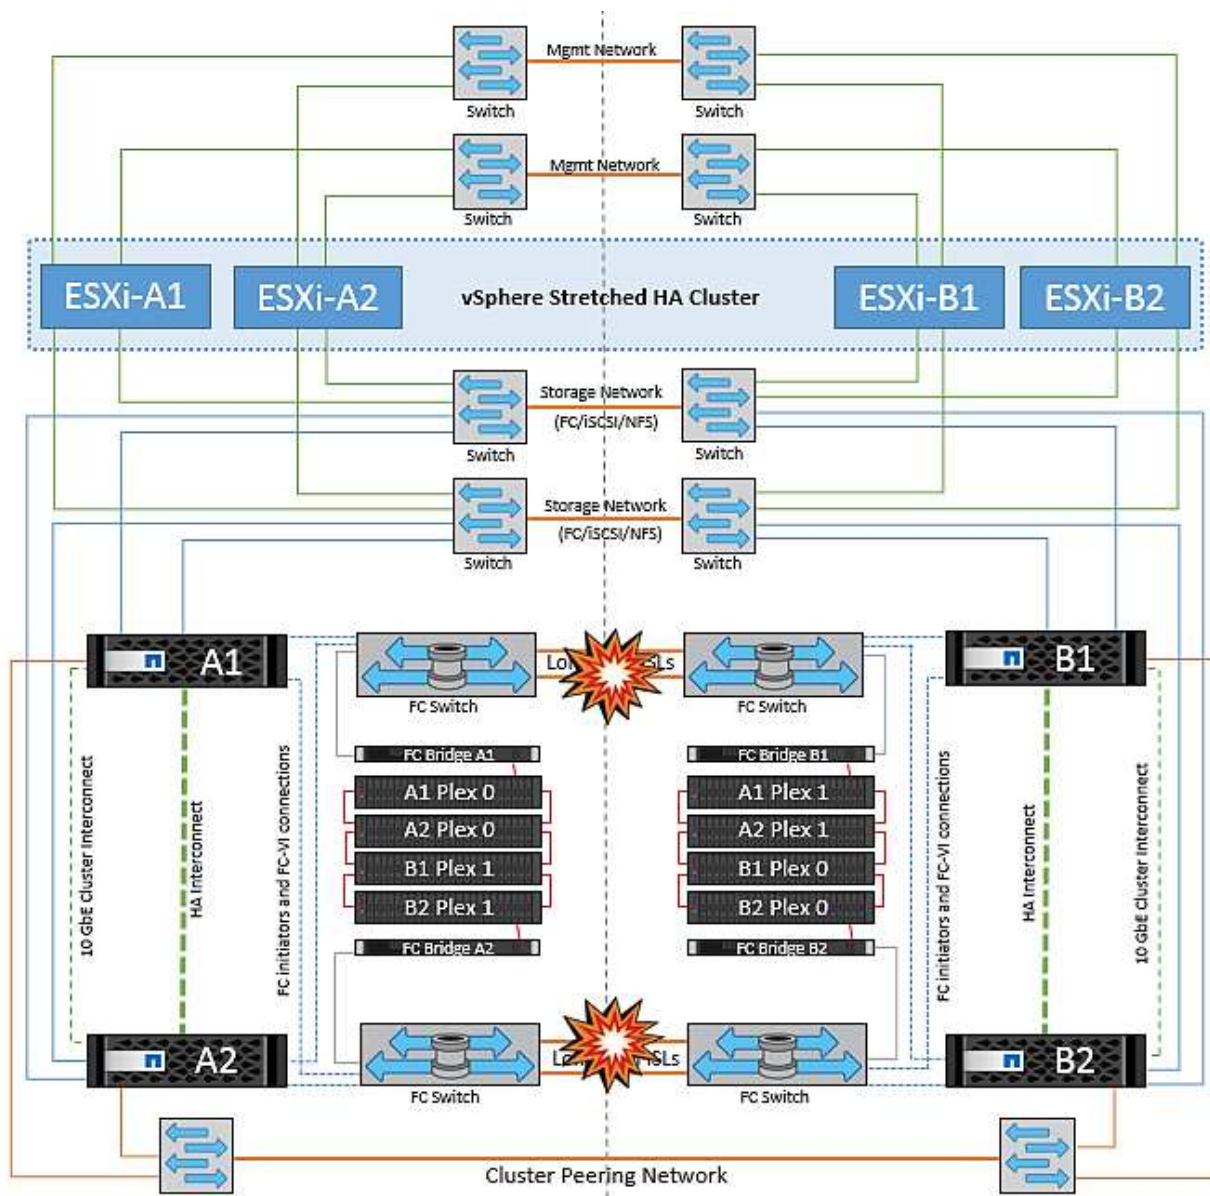 Mgmt Network
Switch
Switch
Mgmt Network
Switch
Switch
ESXi-A1
ESXi-A2
vSphere Stretched HA Cluster
ESXi-B1
ESXi-B2
Storage Network
(FC/iSCSI/NFS)
Switch
Switch
Storage Network
(FC/iSCSI/NFS)
Switch
Switch
A1
B1
FC Switch
FC Switch
FC Bridge A1
FC Bridge B1
A1 Plex 0
A1 Plex 1
A2 Plex 0
A2 Plex 1
B1 Plex 1
B1 Plex 0
B2 Plex 1
B2 Plex 0
FC Bridge A2
FC Bridge B2
10 GbE Cluster Interconnect
HA Interconnect
FC initiators and FC-VI connections
FC initiators and FC-VI connections
HA Interconnect
10 GbE Cluster Interconnect
A2
B2
FC Switch
FC Switch
Cluster Peering Network